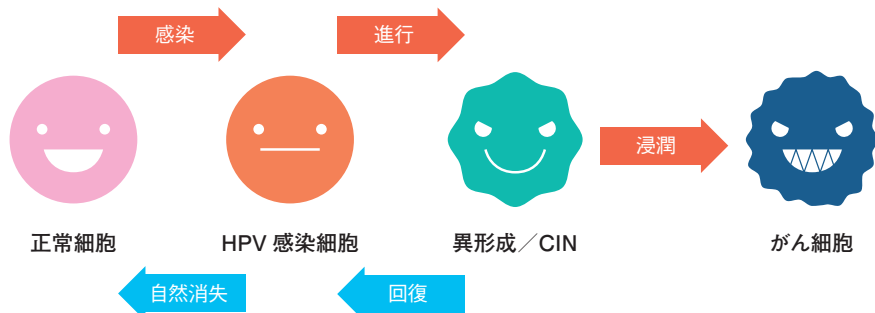 感染
進行
浸潤
正常細胞
HPV 感染細胞
異形成／CIN
がん細胞
自然消失
回復